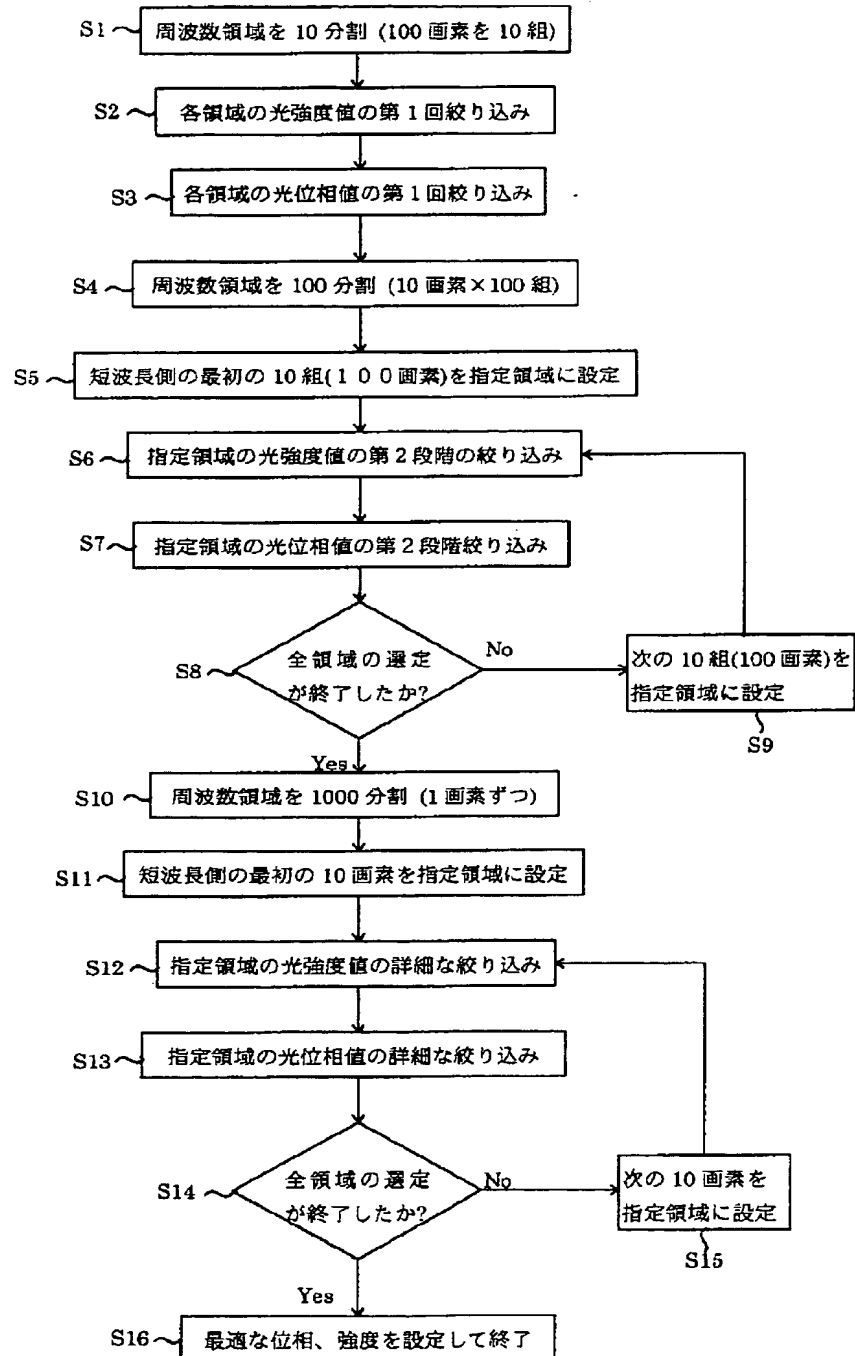 S1
周波数領域を 10 分割 (100 画素を 10 組)
S2
各領域の光強度値の第１回絞り込み
S3
各領域の光位相値の第１回絞り込み
S4
周波数領域を 100 分割 (10 画素×100 組)
S5
短波長側の最初の 10 組(１００画素)を指定領域に設定
S6
指定領域の光強度値の第２段階の絞り込み
S7
指定領域の光位相値の第２段階絞り込み
S8
全領域の選定
が終了したか?
No
次の 10 組(100 画素)を
指定領域に設定
S9
Yes
S10
周波数領域を 1000 分割 (1 画素ずつ)
S11
短波長側の最初の 10 画素を指定領域に設定
S12
指定領域の光強度値の詳細な絞り込み
S13
指定領域の光位相値の詳細な絞り込み
S14
全領域の選定
が終了したか?
No
次の 10 画素を
指定領域に設定
S15
Yes
S16
最適な位相、強度を設定して終了